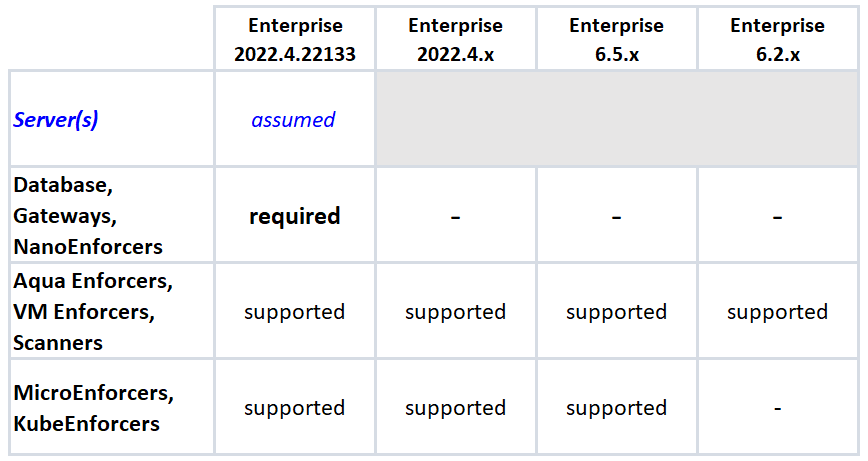 Enterprise 2022.4.22133
Enterprise 2022.4.x
Enterprise 6.5.x
Enterprise 6.2.x
Server(s)
assumed
Database,
Gateways,
NanoEnforcers
required
-
-
-
Aqua Enforcers,
VM Enforcers,
Scanners
supported
supported
supported
supported
MicroEnforcers,
KubeEnforcers
supported
supported
supported
-